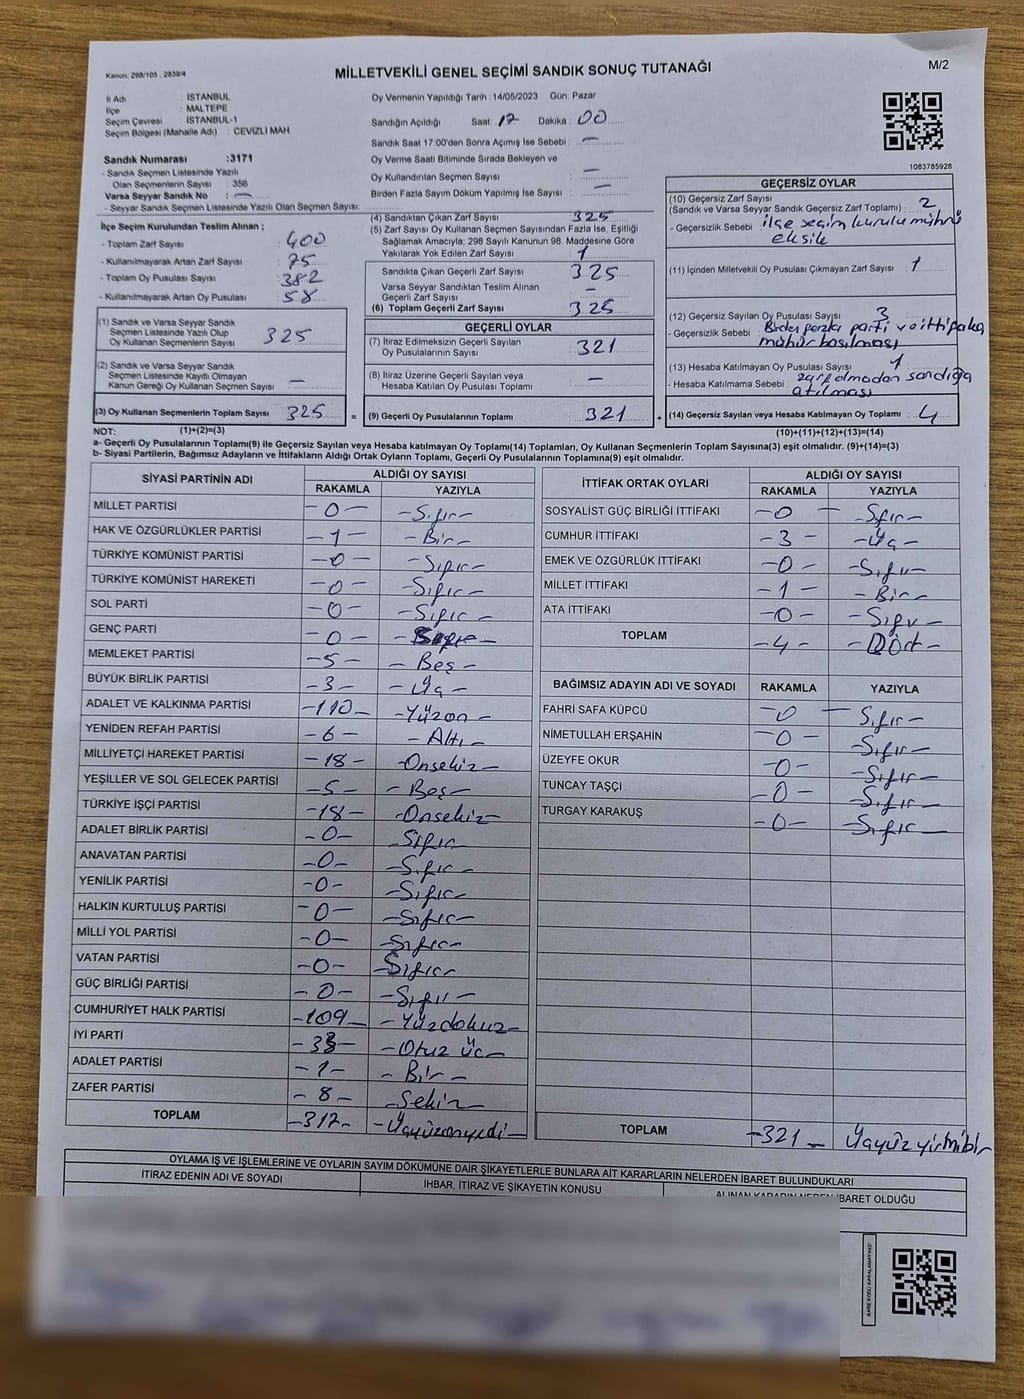 Kanun, 298/105 , 2839/4
MİLLETVEKİLİ GENEL SEÇİMİ SANDIK SONUÇ TUTANAĞI
M/2
İl Adı : İSTANBUL
İlçe : MALTEPE
Seçim Çevresi : İSTANBUL-1
Seçim Bölgesi (Mahalle Adı) : CEVİZLİ MAH.
Oy Vermenin Yapıldığı Tarih : 14/05/2023 Gün: Pazar
Sandığın Açıldığı Saat: 17 Dakika : 00
Sandık Saat 17:00'den Sonra Açımış İse Sebebi : —
Oy Verme Saati Bitiminde Sırada Bekleyen ve
Oy Kullandırılan Seçmen Sayısı : —
Birden Fazla Sayım Döküm Yapılmış İse Sayısı : —
1083785928
Sandık Numarası :3171
- Sandık Seçmen Listesinde Yazılı
Olan Seçmenlerin Sayısı : 356
Varsa Seyyar Sandık No : —
- Seyyar Sandık Seçmen Listesinde Yazılı Olan Seçmen Sayısı:
İlçe Seçim Kurulundan Teslim Alınan ;
- Toplam Zarf Sayısı : 400
- Kullanılmayarak Artan Zarf Sayısı : 75
- Toplam Oy Pusulası Sayısı : 382
- Kullanılmayarak Artan Oy Pusulası : 58
(1) Sandık ve Varsa Seyyar Sandık
Seçmen Listesinde Yazılı Olup
Oy Kullanan Seçmenlerin Sayısı : 325
(2) Sandık ve Varsa Seyyar Sandık
Seçmen Listesinde Kayıtlı Olmayan
Kanun Gereği Oy Kullanan Seçmen Sayısı : —
(3) Oy Kullanan Seçmenlerin Toplam Sayısı : 325 =
(4) Sandıktan Çıkan Zarf Sayısı : 325
(5) Zarf Sayısı Oy Kullanan Seçmen Sayısından Fazla İse, Eşitliği
Sağlamak Amacıyla, 298 Sayılı Kanunun 98. Maddesine Göre
Yakılarak Yok Edilen Zarf Sayısı : 1
Sandıkta Çıkan Geçerli Zarf Sayısı : 325
Varsa Seyyar Sandıktan Teslim Alınan
Geçerli Zarf Sayısı : —
(6) Toplam Geçerli Zarf Sayısı : 325
GEÇERLİ OYLAR
(7) İtiraz Edilmeksizin Geçerli Sayılan
Oy Pusulasının Sayısı : 321
(8) İtiraz Üzerine Geçerli Sayılan veya
Hesaba Katılan Oy Pusulası Toplamı : —
(9) Geçerli Oy Pusulalarının Toplamı : 321 +
GEÇERSİZ OYLAR
(10) Geçersiz Zarf Sayısı
(Sandık ve Varsa Seyyar Sandık Geçersiz Zarf Toplamı) : 2
- Geçersizlik Sebebi : ilçe seçim kurulu mührü
eksik
(11) İçinden Milletvekili Oy Pusulası Çıkmayan Zarf Sayısı : 1
(12) Geçersiz Sayılan Oy Pusulası Sayısı : 3
- Geçersizlik Sebebi : Birden fazla parti ve ittifaka
mühür basılması
(13) Hesaba Katılmayan Oy Pusulası Sayısı : 1
- Hesaba Katılmama Sebebi : zarf olmadan sandığa
atılması
(14) Geçersiz Sayılan veya Hesaba Katılmayan Oy Toplamı : 4
NOT: (1)+(2)=(3) (10)+(11)+(12)+(13)=(14)
a- Geçerli Oy Pusulalarının Toplamı(9) ile Geçersiz Sayılan veya Hesaba katılmayan Oy Toplamı(14) Toplamları, Oy Kullanan Seçmenlerin Toplam Sayısına(3) eşit olmalıdır. (9)+(14)=(3)
b- Siyasi Partilerin, Bağımsız Adayların ve İttifakların Aldığı Ortak Oyların Toplamı, Geçerli Oy Pusulalarının Toplamına(9) eşit olmalıdır.
SİYASİ PARTİNİN ADI ALDIĞI OY SAYISI
RAKAMLA YAZIYLA
MİLLET PARTİSİ -0- -Sıfır-
HAK VE ÖZGÜRLÜKLER PARTİSİ -1- -Bir-
TÜRKİYE KOMÜNİST PARTİSİ -0- -Sıfır-
TÜRKİYE KOMÜNİST HAREKETİ -0- -Sıfır-
SOL PARTİ -0- -Sıfır-
GENÇ PARTİ -0-
MEMLEKET PARTİSİ -5- -Beş-
BÜYÜK BİRLİK PARTİSİ -3- -Üç-
ADALET VE KALKINMA PARTİSİ -110- -Yüzon-
YENİDEN REFAH PARTİSİ -6- -Altı-
MİLLİYETÇİ HAREKET PARTİSİ -18- -Onsekiz-
YEŞİLLER VE SOL GELECEK PARTİSİ -5- -Beş-
TÜRKİYE İŞÇİ PARTİSİ -18- -Onsekiz-
ADALET BİRLİK PARTİSİ -0- -Sıfır-
ANAVATAN PARTİSİ -0- -Sıfır-
YENİLİK PARTİSİ -0- -Sıfır-
HALKIN KURTULUŞ PARTİSİ -0- -Sıfır-
MİLLİ YOL PARTİSİ -0- -Sıfır-
VATAN PARTİSİ -0- -Sıfır-
GÜÇ BİRLİĞİ PARTİSİ -0- -Sıfır-
CUMHURİYET HALK PARTİSİ -109- -Yüzdokuz-
İYİ PARTİ -33- -Otuz üç-
ADALET PARTİSİ -1- -Bir-
ZAFER PARTİSİ -8- -Sekiz-
TOPLAM -317- -Üçyüzonyedi-
İTTİFAK ORTAK OYLARI ALDIĞI OY SAYISI
RAKAMLA YAZIYLA
SOSYALİST GÜÇ BİRLİĞİ İTTİFAKI -0- -Sıfır-
CUMHUR İTTİFAKI -3- -Üç-
EMEK VE ÖZGÜRLÜK İTTİFAKI -0- -Sıfır-
MİLLET İTTİFAKI -1- -Bir-
ATA İTTİFAKI -0- -Sıfır-
TOPLAM -4- -Dört-
BAĞIMSIZ ADAYIN ADI VE SOYADI RAKAMLA YAZIYLA
FAHRİ SAFA KÜPCÜ -0- -Sıfır-
NİMETULLAH ERŞAHİN -0- -Sıfır-
ÜZEYFE OKUR -0- -Sıfır-
TUNCAY TAŞÇI -0- -Sıfır-
TURGAY KARAKUŞ -0- -Sıfır-
TOPLAM -321- Üçyüzyirmibir
OYLAMA İŞ VE İŞLEMLERİNE VE OYLARIN SAYIM DÖKÜMÜNE DAİR ŞİKAYETLERLE BUNLARA AİT KARARLARIN NELERDEN İBARET BULUNDUKLARI
İTİRAZ EDENİN ADI VE SOYADI İHBAR, İTİRAZ VE ŞİKAYETİN KONUSU ALINAN KARARIN NEDEN İBARET OLDUĞU
KARE KODU KARALAMAYINIZ!